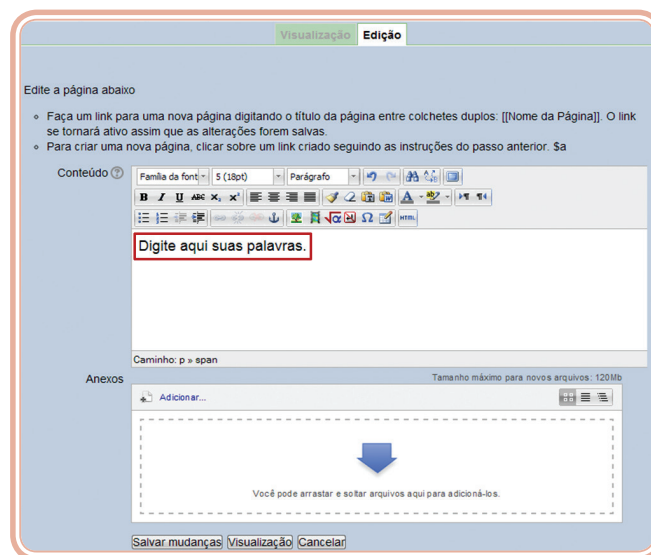 Visualização Edição
Edite a página abaixo
Faça um link para uma nova página digitando o título da página entre colchetes duplos: [[Nome da Página]]. O link
se tornará ativo assim que as alterações forem salvas.
Para criar uma nova página, clicar sobre um link criado seguindo as instruções do passo anterior. $a
Conteúdo
Família da font 5 (18pt) Parágrafo
B I U ABC x₂ x²
HTML
Digite aqui suas palavras.
Caminho: p » span
Anexos
Tamanho máximo para novos arquivos: 120Mb
Adicionar...
Você pode arrastar e soltar arquivos aqui para adicioná-los.
Salvar mudanças Visualização Cancelar